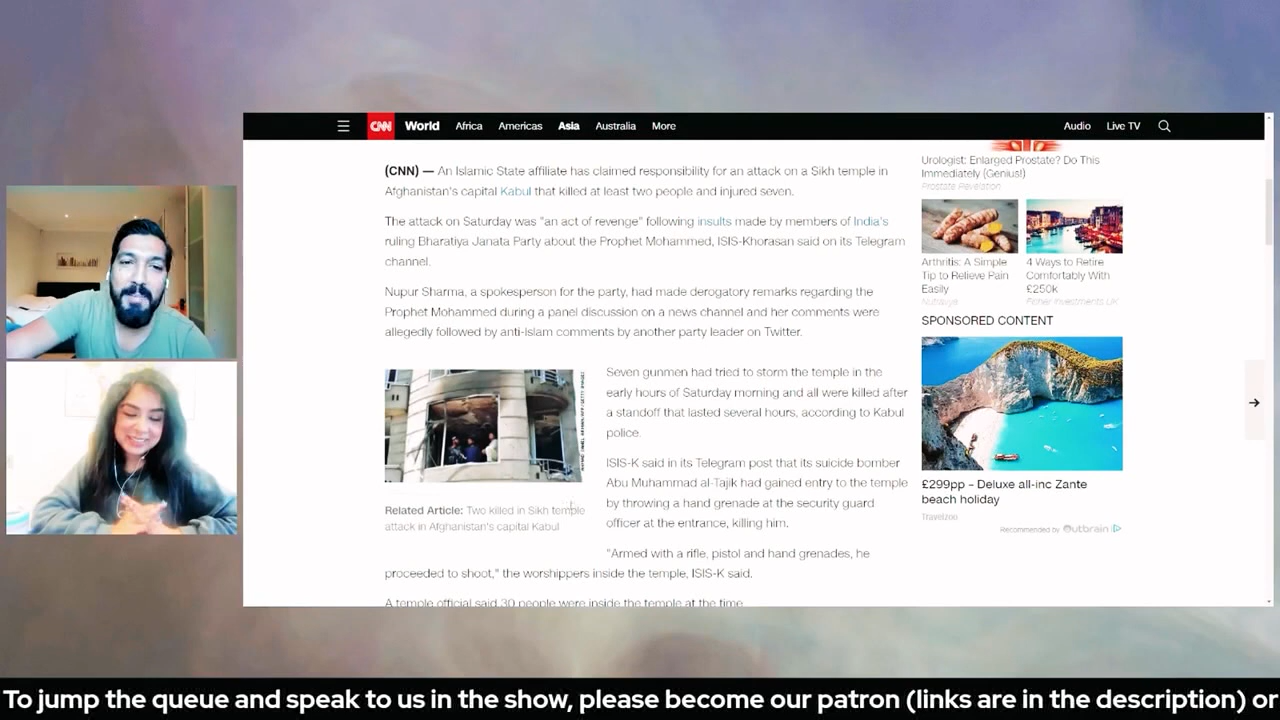 CNN World Africa Americas Asia Australia More Audio Live TV
(CNN) — An Islamic State affiliate has claimed responsibility for an attack on a Sikh temple in
Afghanistan's capital Kabul that killed at least two people and injured seven.
The attack on Saturday was "an act of revenge" following insults made by members of India's
ruling Bharatiya Janata Party about the Prophet Mohammed, ISIS-Khorasan said on its Telegram
channel.
Nupur Sharma, a spokesperson for the party, had made derogatory remarks regarding the
Prophet Mohammed during a panel discussion on a news channel and her comments were
allegedly followed by anti-Islam comments by another party leader on Twitter.
Seven gunmen had tried to storm the temple in the
early hours of Saturday morning and all were killed after
a standoff that lasted several hours, according to Kabul
police.
ISIS-K said in its Telegram post that its suicide bomber
Abu Muhammad al-Tajik had gained entry to the temple
by throwing a hand grenade at the security guard
officer at the entrance, killing him.
Related Article: Two killed in Sikh temple
attack in Afghanistan's capital Kabul
"Armed with a rifle, pistol and hand grenades, he
proceeded to shoot," the worshippers inside the temple, ISIS-K said.
A temple official said 30 people were inside the temple at the time
Urologist: Enlarged Prostate? Do This
Immediately (Genius!)
Prostate Revelation
Arthritis: A Simple
Tip to Relieve Pain
Easily
Nutravya
4 Ways to Retire
Comfortably With
£250k
Fisher Investments UK
SPONSORED CONTENT
£299pp – Deluxe all-inc Zante
beach holiday
Travelzoo
Recommended by Outbrain
To jump the queue and speak to us in the show, please become our patron (links are in the description) or